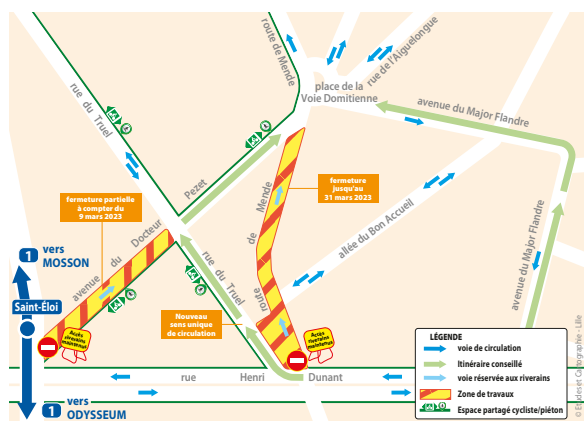 route de Mende
rue de l'Aiguelongue
place de la
Voie Domitienne
avenue du Major Flandre
rue du Truel
Pezet
fermeture
jusqu'au
31 mars 2023
fermeture partielle
à compter du
9 mars 2023
avenue du Docteur
route de Mende
allée du Bon Accueil
avenue du Major Flandre
1 vers
MOSSON
Saint-Éloi
rue du Truel
Nouveau
sens unique
de circulation
Accès
riverains
maintenus
Accès
riverains
maintenus
rue Henri Dunant
1 vers
ODYSSEUM
LÉGENDE
voie de circulation
Itinéraire conseillé
voie réservée aux riverains
Zone de travaux
Espace partagé cycliste/piéton
© Etudeset Cartographie - Lille